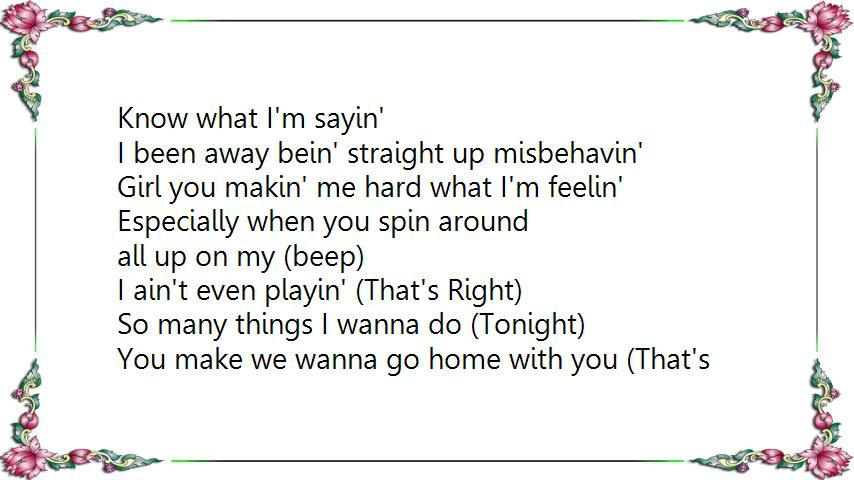 Know what I'm sayin'
I been away bein' straight up misbehavin'
Girl you makin' me hard what I'm feelin'
Especially when you spin around
all up on my (beep)
I ain't even playin' (That's Right)
So many things I wanna do (Tonight)
You make we wanna go home with you (That's